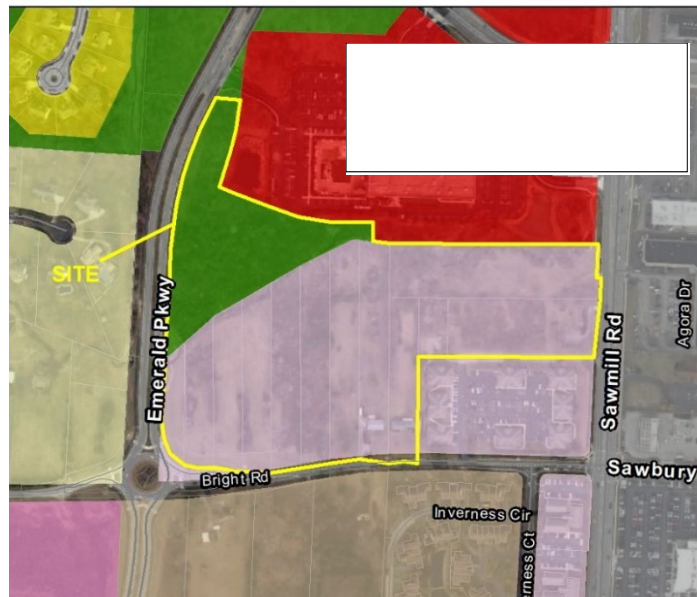 SITE
Emerald Pkwy
Bright Rd
Sawmill Rd
Agora Dr
Sawbury
Inverness Cir
erness Ct